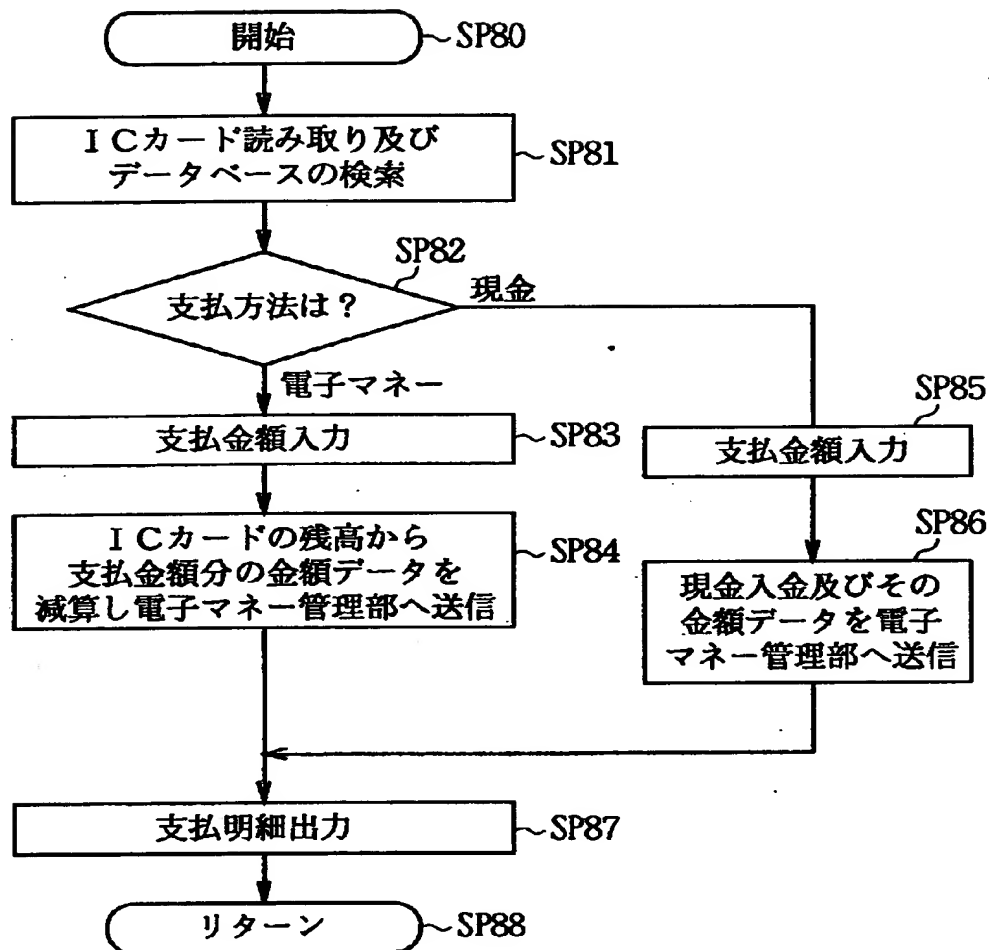 開始
SP80
ICカード読み取り及び
データベースの検索
SP81
SP82
支払方法は?
現金
電子マネー
支払金額入力
SP83
ICカードの残高から
支払金額分の金額データを
減算し電子マネー管理部へ送信
SP84
SP85
支払金額入力
SP86
現金入金及びその
金額データを電子
マネー管理部へ送信
支払明細出力
SP87
リターン
SP88